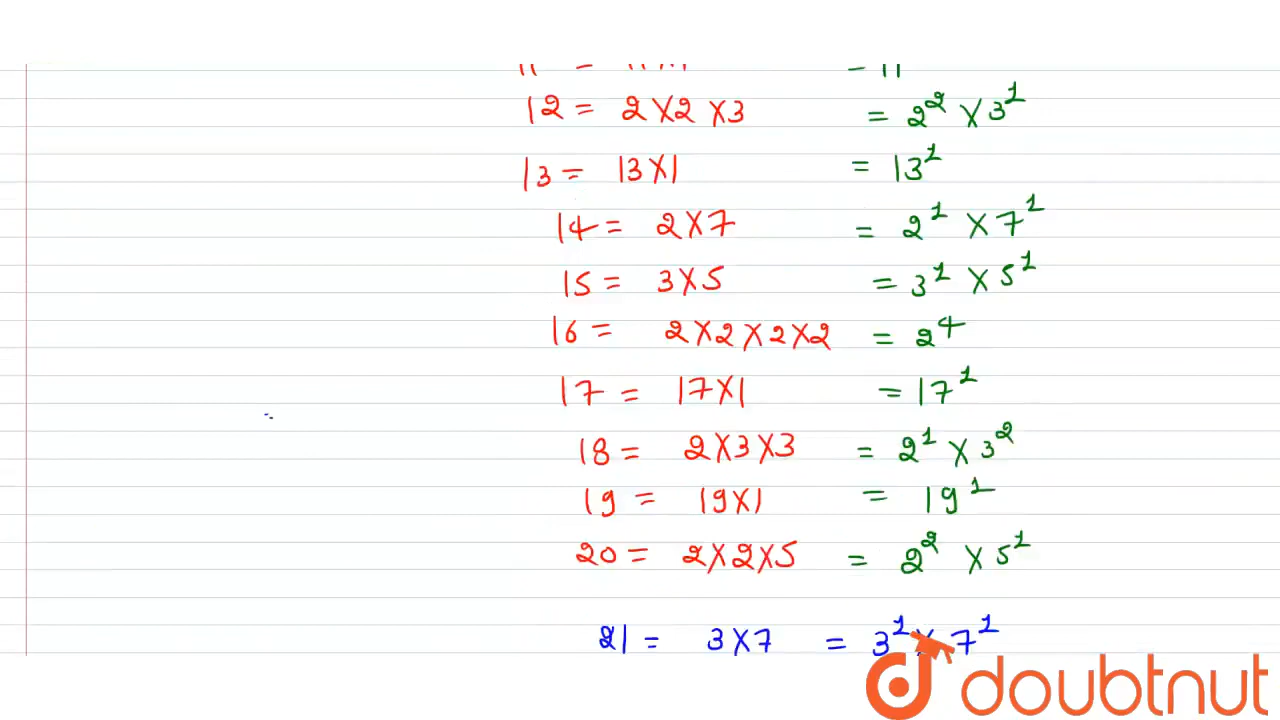 12 = 2 × 2 × 3 = 2² × 3¹
13 = 13 × 1 = 13¹
14 = 2 × 7 = 2¹ × 7¹
15 = 3 × 5 = 3¹ × 5¹
16 = 2 × 2 × 2 × 2 = 2⁴
17 = 17 × 1 = 17¹
18 = 2 × 3 × 3 = 2¹ × 3²
19 = 19 × 1 = 19¹
20 = 2 × 2 × 5 = 2² × 5¹
21 = 3 × 7 = 3¹ × 7¹
doubtnut